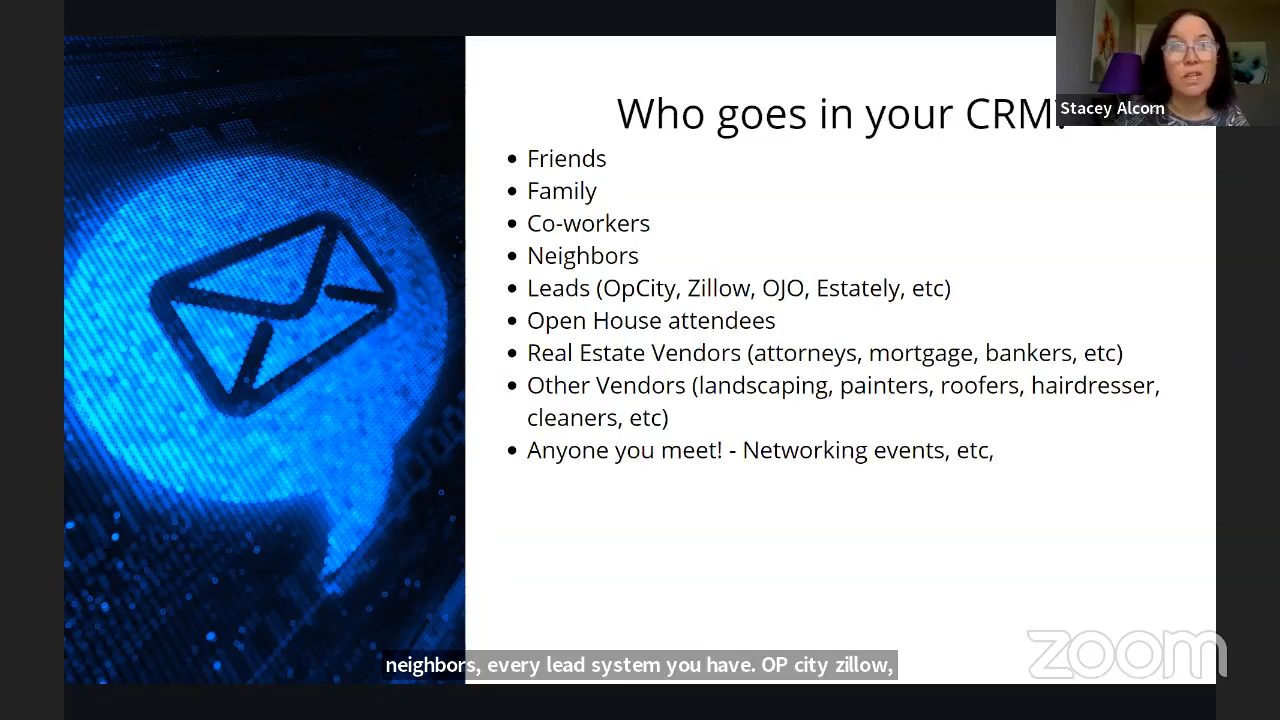 Who goes in your CRM
Stacey Alcorn
• Friends
• Family
• Co-workers
• Neighbors
• Leads (OpCity, Zillow, OJO, Estately, etc)
• Open House attendees
• Real Estate Vendors (attorneys, mortgage, bankers, etc)
• Other Vendors (landscaping, painters, roofers, hairdresser,
cleaners, etc)
• Anyone you meet! - Networking events, etc,
neighbors, every lead system you have. OP city zillow,
zoom